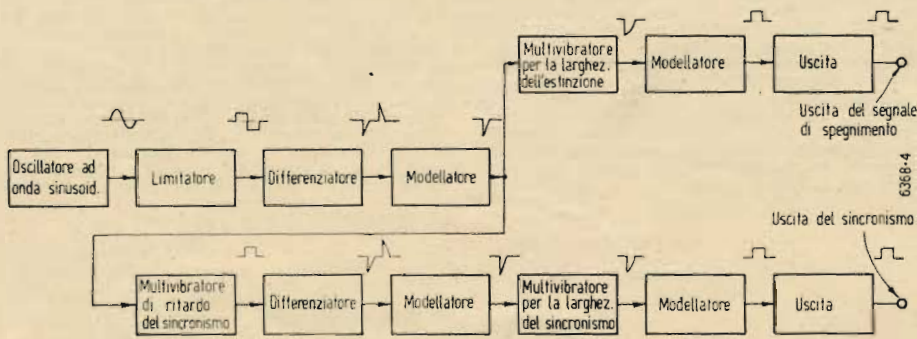 Multivibratore
per la larghez.
dell'estinzione
Modellatore
Uscita
Uscita del segnale
di spegnimento
Oscillatore ad
onda sinusoid.
Limitatore
Differenziatore
Modellatore
6368-4
Uscita del sincronismo
Multivibratore
di ritardo
del sincronismo
Differenziatore
Modellatore
Multivibratore
per la larghez.
del sincronismo
Modellatore
Uscita